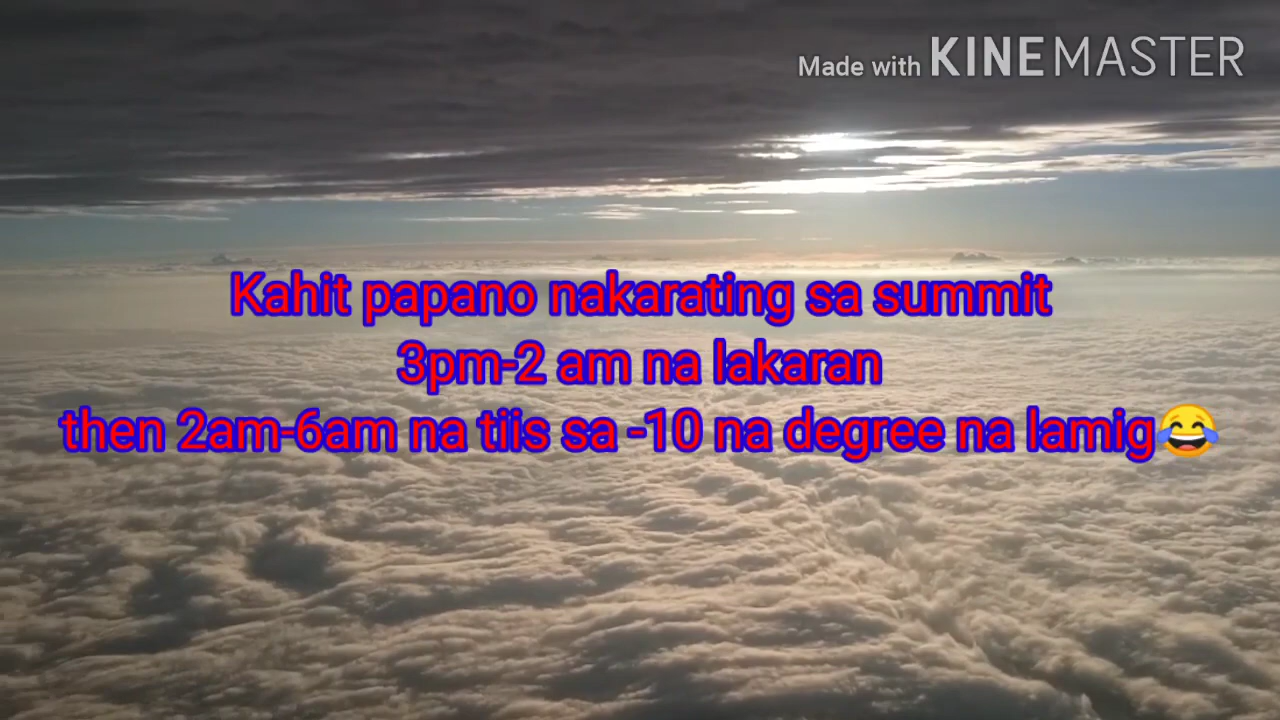 Made with KINEMASTER
Kahit papano nakarating sa summit
3pm-2 am na lakaran
then 2am-6am na tiis sa -10 na degree na lamig😂